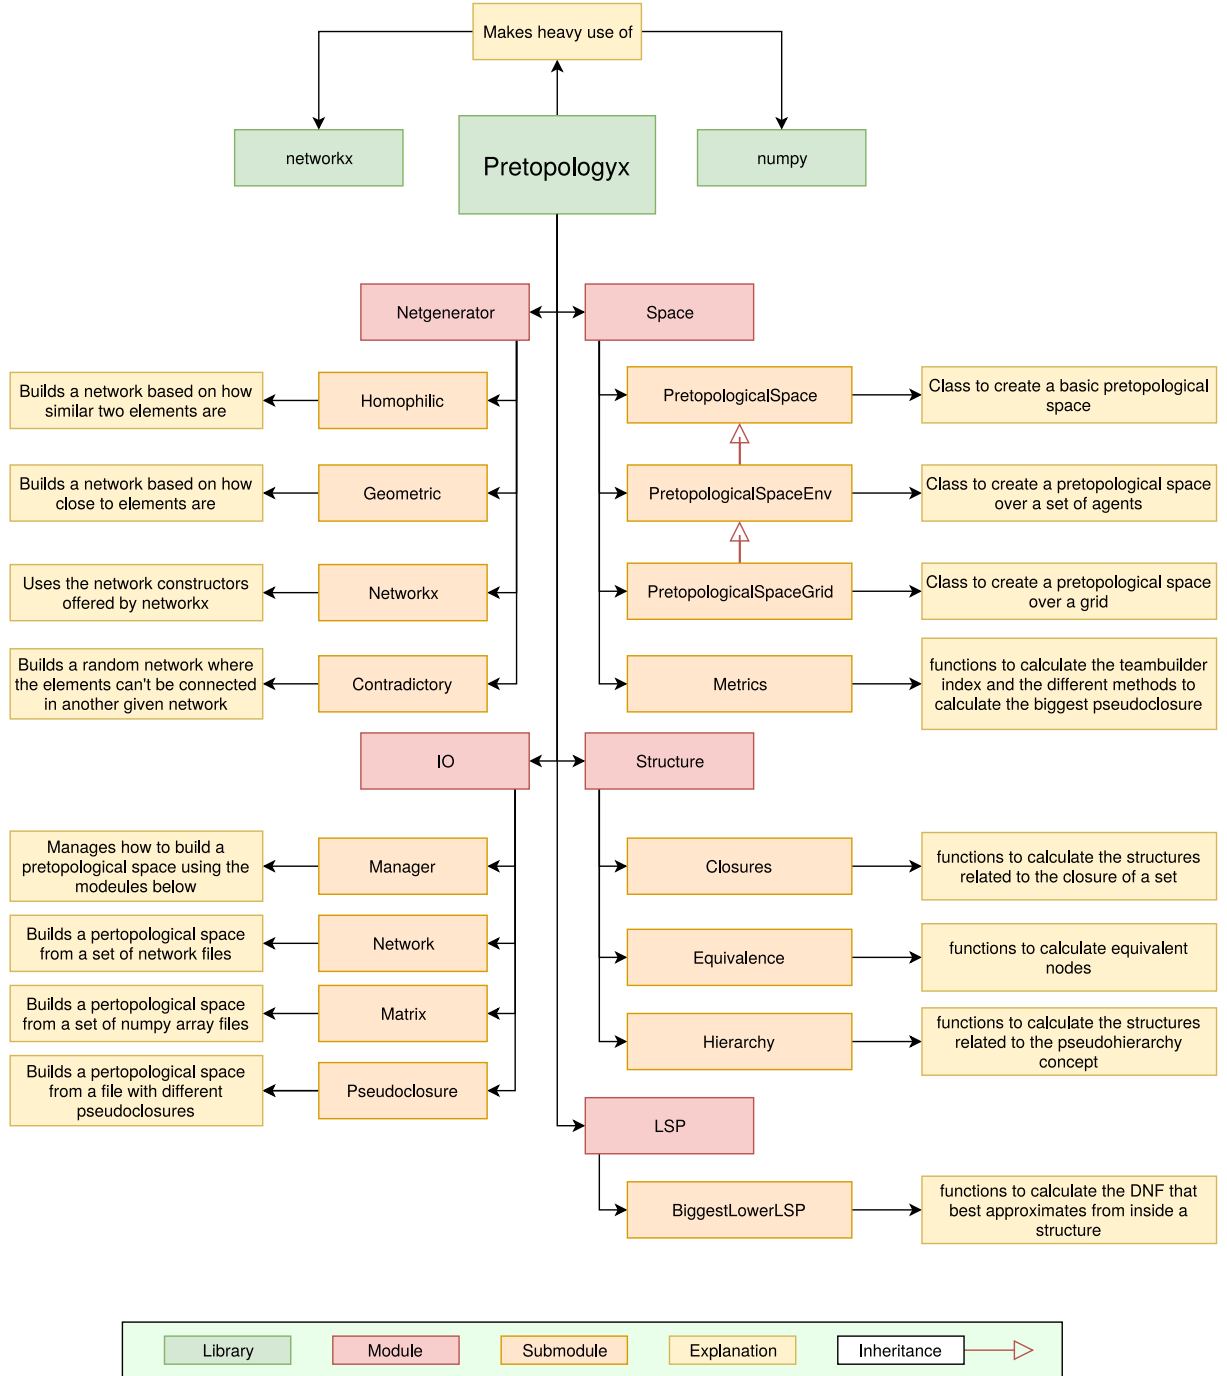 Makes heavy use of
networkx
Pretopologyx
numpy
Netgenerator
Space
Builds a network based on how
similar two elements are
Homophilic
PretopologicalSpace
Class to create a basic pretopological
space
Builds a network based on how
close to elements are
Geometric
PretopologicalSpaceEnv
Class to create a pretopological space
over a set of agents
Uses the network constructors
offered by networkx
Networkx
PretopologicalSpaceGrid
Class to create a pretopological space
over a grid
Builds a random network where
the elements can't be connected
in another given network
Contradictory
Metrics
functions to calculate the teambuilder
index and the different methods to
calculate the biggest pseudoclosure
IO
Structure
Manages how to build a
pretopological space using the
modeules below
Manager
Closures
functions to calculate the structures
related to the closure of a set
Builds a pertopological space
from a set of network files
Network
Equivalence
functions to calculate equivalent
nodes
Builds a pertopological space
from a set of numpy array files
Matrix
Hierarchy
functions to calculate the structures
related to the pseudohierarchy
concept
Builds a pertopological space
from a file with different
pseudoclosures
Pseudoclosure
LSP
BiggestLowerLSP
functions to calculate the DNF that
best approximates from inside a
structure
Library
Module
Submodule
Explanation
Inheritance